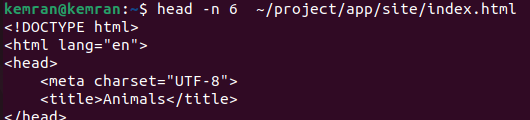 kemran@kemran:~$ head -n 6  ~/project/app/site/index.html
<!DOCTYPE html>
<html lang="en">
<head>
    <meta charset="UTF-8">
    <title>Animals</title>
</head>